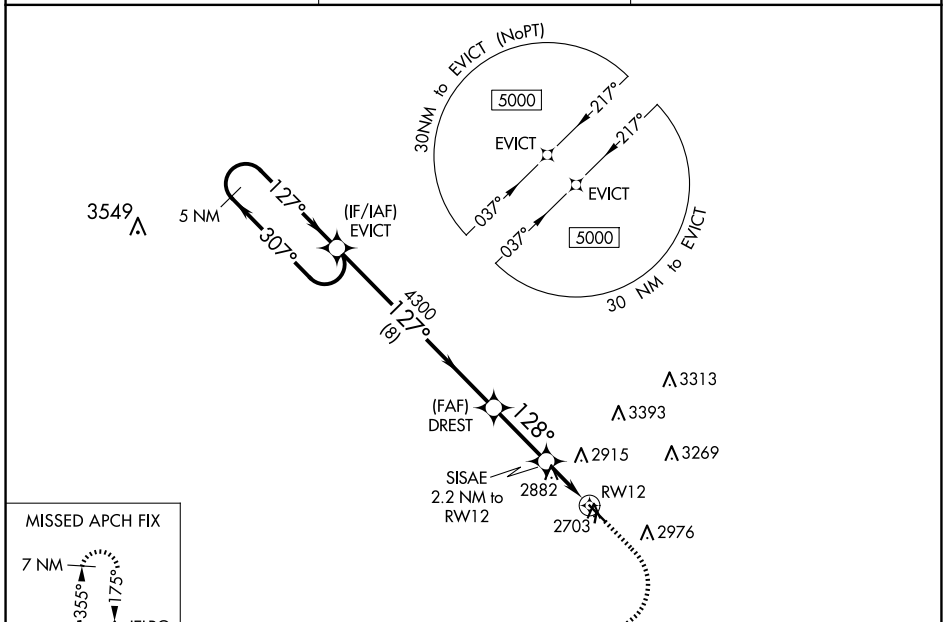 30NM to EVICT (NoPT)
5000
217°
217°
EVICT
EVICT
037°
037°
5000
30 NM to EVICT
3549
5 NM
127°
307°
(IF/IAF)
EVICT
4300
127°
(8)
(FAF)
DREST
128°
3313
3393
2915
3269
SISAE
2.2 NM to
RW12
2882
RW12
2703
2976
MISSED APCH FIX
7 NM
355°
175°